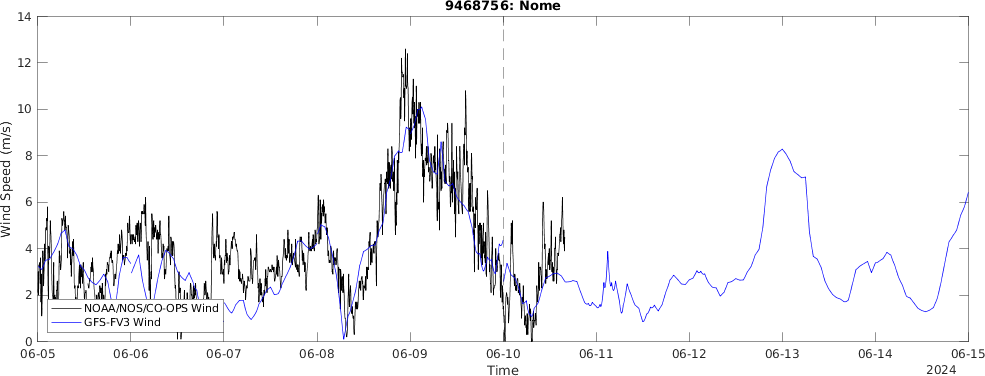 9468756: Nome
Wind Speed (m/s)
14
12
10
8
6
4
2
0
NOAA/NOS/CO-OPS Wind
GFS-FV3 Wind
06-05 06-06 06-07 06-08 06-09 06-10 06-11 06-12 06-13 06-14 06-15
Time
2024